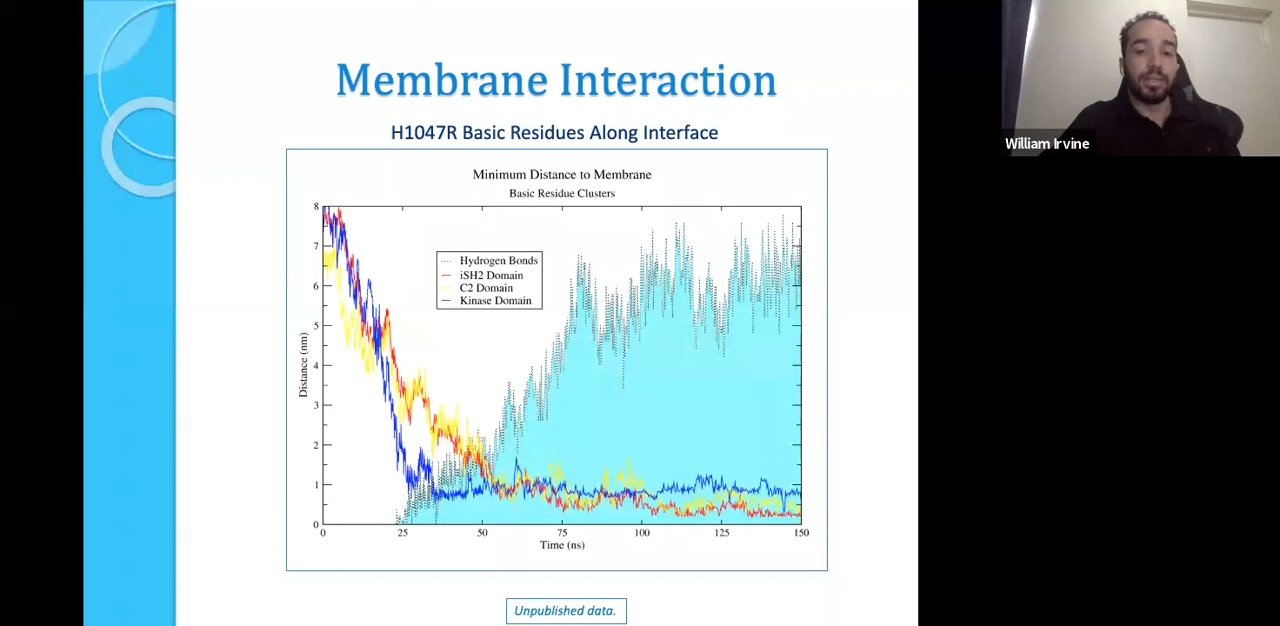 Membrane Interaction
H1047R Basic Residues Along Interface
Minimum Distance to Membrane
Basic Residue Clusters
Hydrogen Bonds
iSH2 Domain
C2 Domain
Kinase Domain
Distance (nm)
8
7
6
5
4
3
2
1
0
0 25 50 75 100 125 150
Time (ns)
Unpublished data.
William Irvine